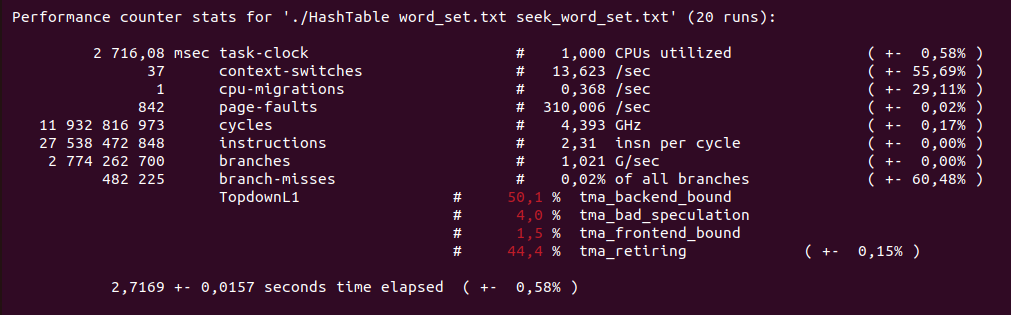 Performance counter stats for './HashTable word_set.txt seek_word_set.txt' (20 runs):
2 716,08 msec task-clock # 1,000 CPUs utilized ( +- 0,58% )
37 context-switches # 13,623 /sec ( +- 55,69% )
1 cpu-migrations # 0,368 /sec ( +- 29,11% )
842 page-faults # 310,006 /sec ( +- 0,02% )
11 932 816 973 cycles # 4,393 GHz ( +- 0,17% )
27 538 472 848 instructions # 2,31 insn per cycle ( +- 0,00% )
2 774 262 700 branches # 1,021 G/sec ( +- 0,00% )
482 225 branch-misses # 0,02% of all branches ( +- 60,48% )
TopdownL1 # 50,1 % tma_backend_bound
# 4,0 % tma_bad_speculation
# 1,5 % tma_frontend_bound
# 44,4 % tma_retiring ( +- 0,15% )
2,7169 +- 0,0157 seconds time elapsed ( +- 0,58% )